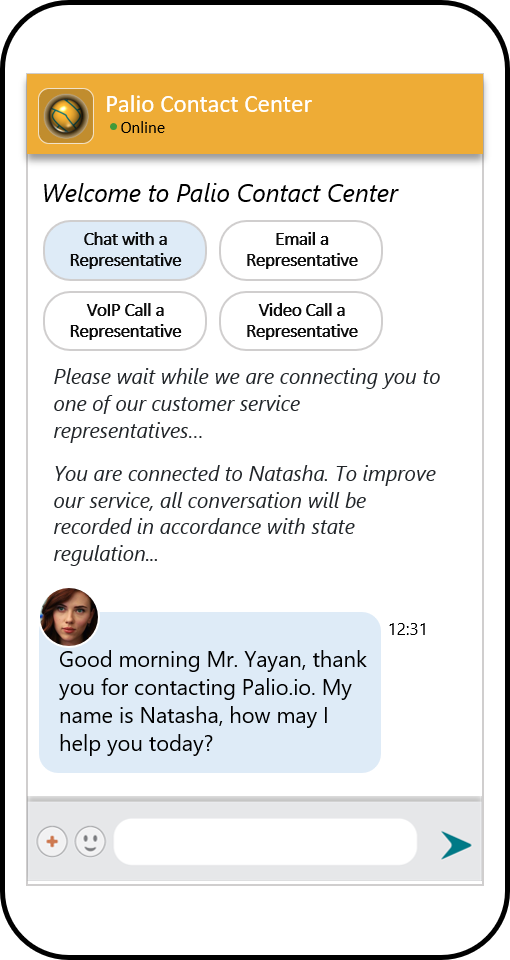 Palio Contact Center
Online
Welcome to Palio Contact Center
Chat with a
Representative
Email a
Representative
VoIP Call a
Representative
Video Call a
Representative
Please wait while we are connecting you to
one of our customer service
representatives...
You are connected to Natasha. To improve
our service, all conversation will be
recorded in accordance with state
regulation...
12:31
Good morning Mr. Yayan, thank
you for contacting Palio.io. My
name is Natasha, how may I
help you today?